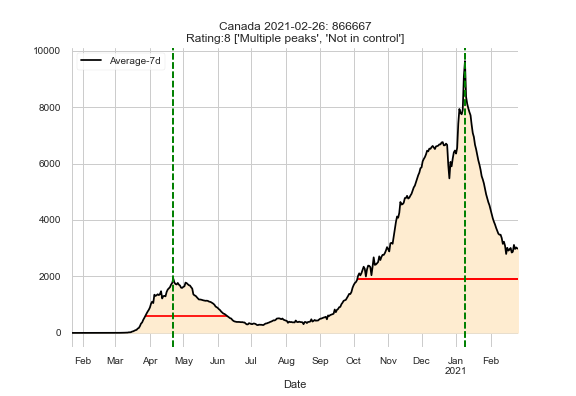 Canada 2021-02-26: 866667
Rating:8 ['Multiple peaks', 'Not in control']
Average-7d
10000
8000
6000
4000
2000
0
Feb Mar Apr May Jun Jul Aug Sep Oct Nov Dec Jan Feb
2021
Date